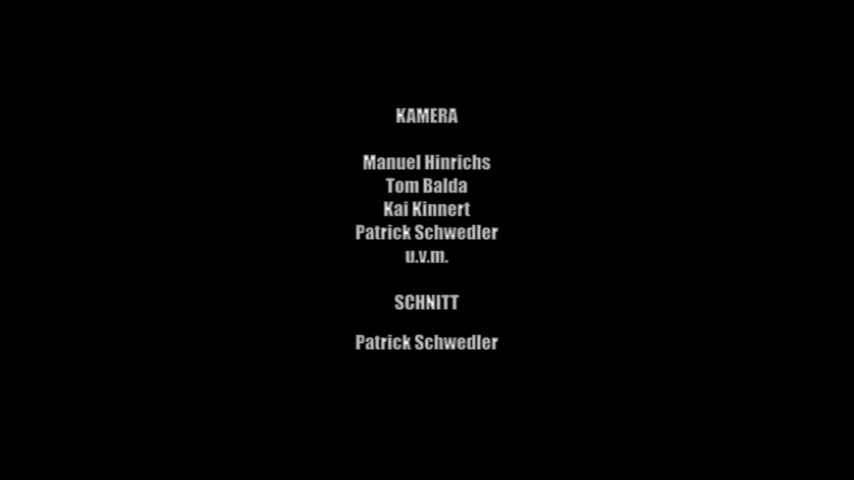 KAMERA
Manuel Hinrichs
Tom Balda
Kai Kinnert
Patrick Schwedler
u.v.m.
SCHNITT
Patrick Schwedler